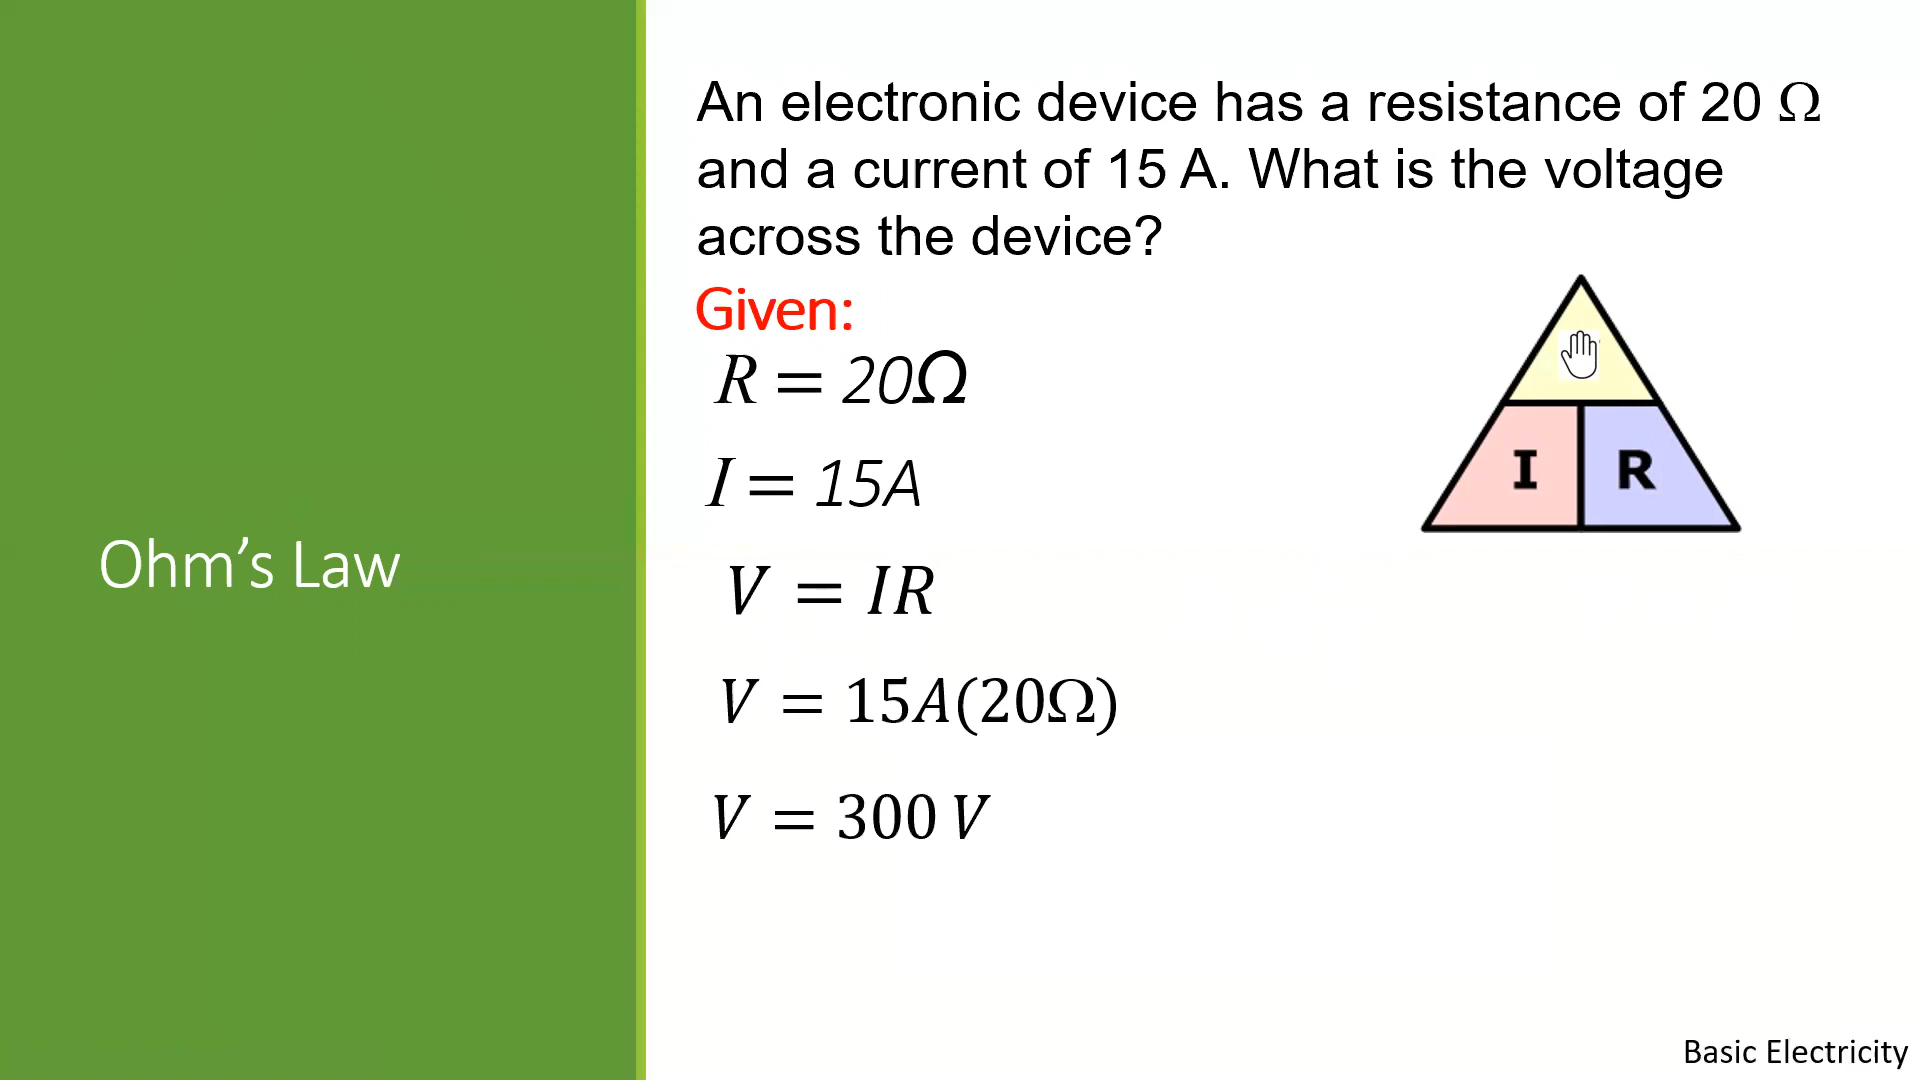 An electronic device has a resistance of 20 Ω
and a current of 15 A. What is the voltage
across the device?
Given:
R = 20Ω
I = 15A
I R
Ohm’s Law
V = IR
V = 15A(20Ω)
V = 300 V
Basic Electricity